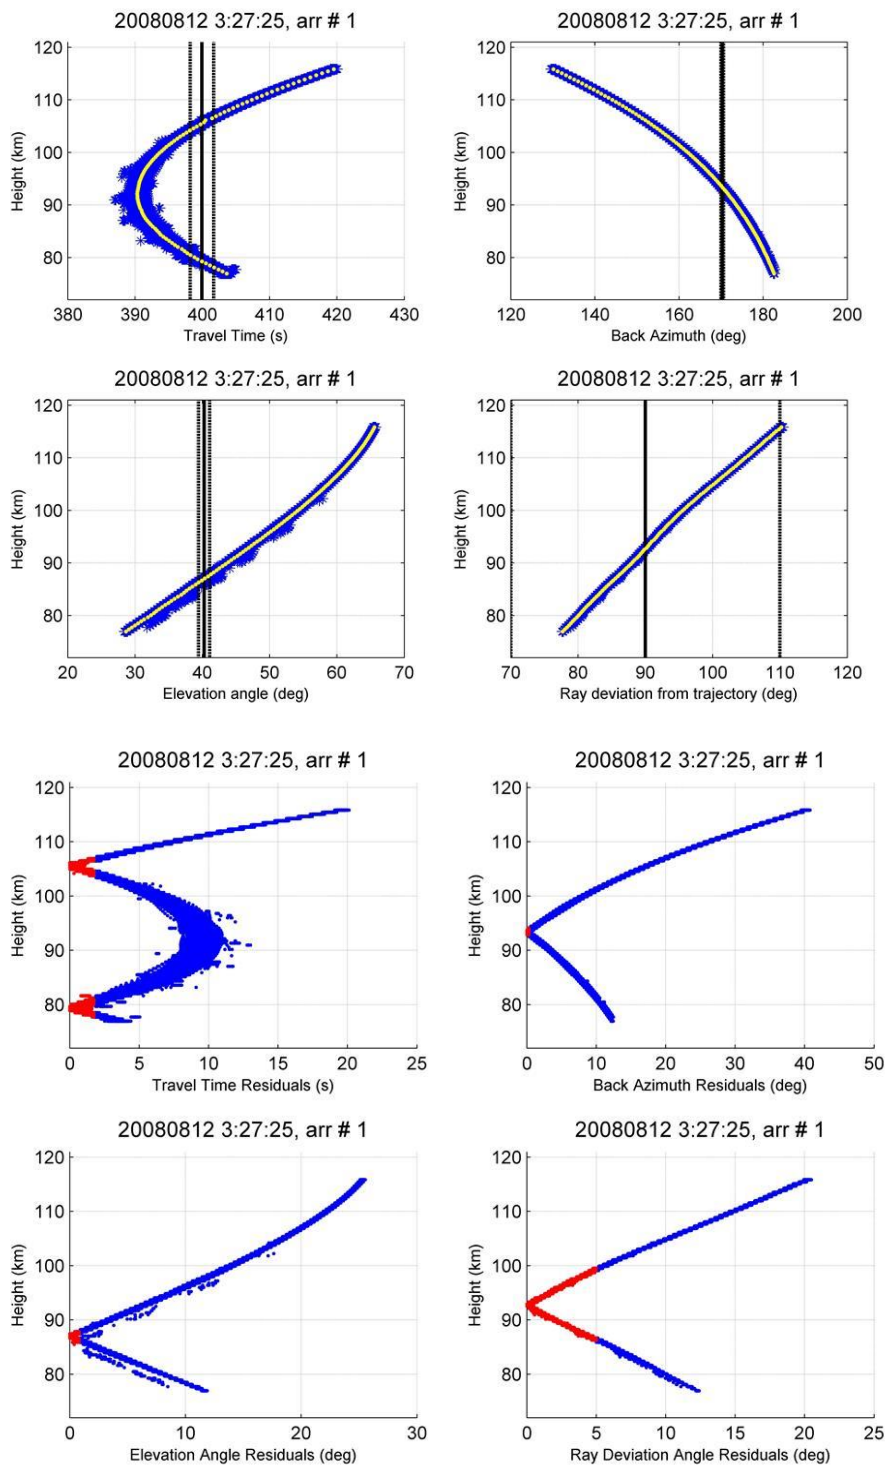 20080812 3:27:25, arr # 1
120
110
100
90
80
Height (km)
380 390 400 410 420 430
Travel Time (s)
20080812 3:27:25, arr # 1
120
110
100
90
80
Height (km)
120 140 160 180 200
Back Azimuth (deg)
20080812 3:27:25, arr # 1
120
110
100
90
80
Height (km)
20 30 40 50 60 70
Elevation angle (deg)
20080812 3:27:25, arr # 1
120
110
100
90
80
Height (km)
70 80 90 100 110 120
Ray deviation from trajectory (deg)
20080812 3:27:25, arr # 1
120
110
100
90
80
Height (km)
0 5 10 15 20 25
Travel Time Residuals (s)
20080812 3:27:25, arr # 1
120
110
100
90
80
Height (km)
0 10 20 30 40 50
Back Azimuth Residuals (deg)
20080812 3:27:25, arr # 1
120
110
100
90
80
Height (km)
0 10 20 30
Elevation Angle Residuals (deg)
20080812 3:27:25, arr # 1
120
110
100
90
80
Height (km)
0 5 10 15 20 25
Ray Deviation Angle Residuals (deg)